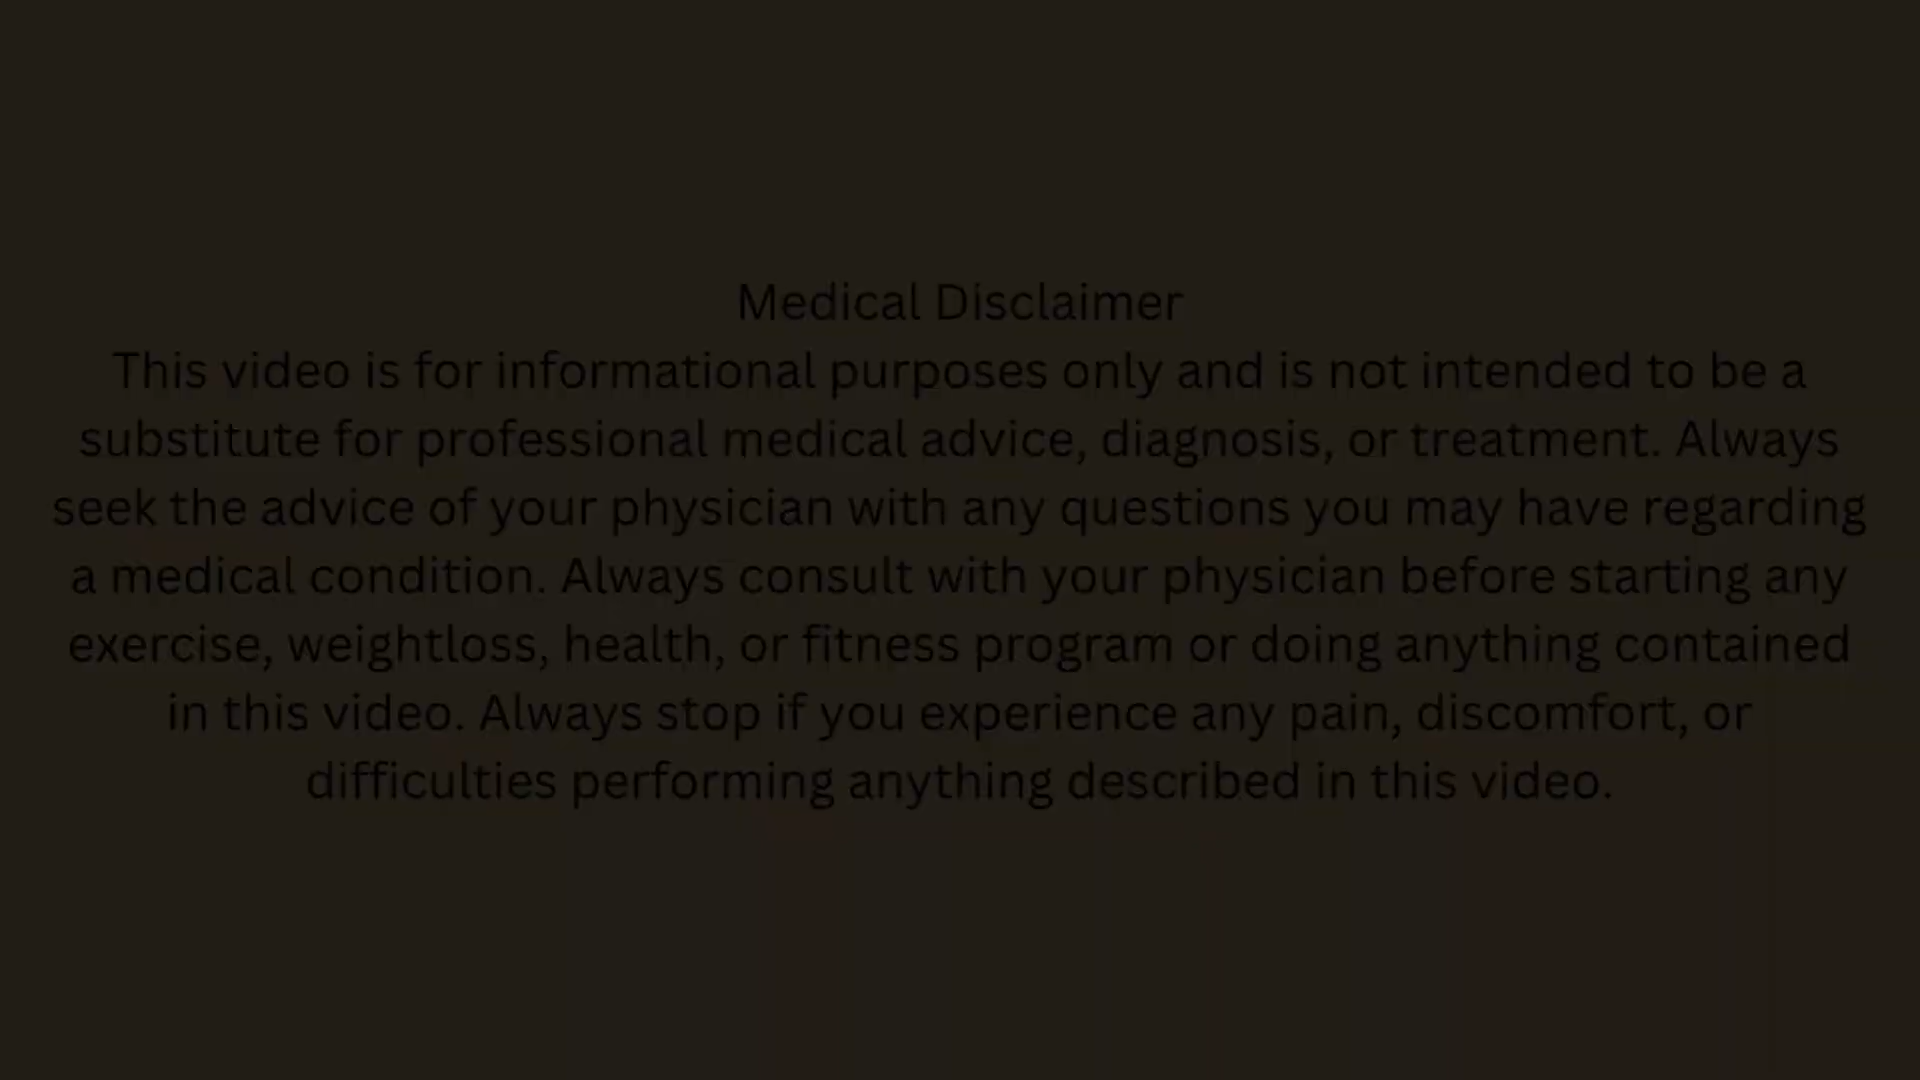 Medical Disclaimer
This video is for informational purposes only and is not intended to be a
substitute for professional medical advice, diagnosis, or treatment. Always
seek the advice of your physician with any questions you may have regarding
a medical condition. Always consult with your physician before starting any
exercise, weightloss, health, or fitness program or doing anything contained
in this video. Always stop if you experience any pain, discomfort, or
difficulties performing anything described in this video.